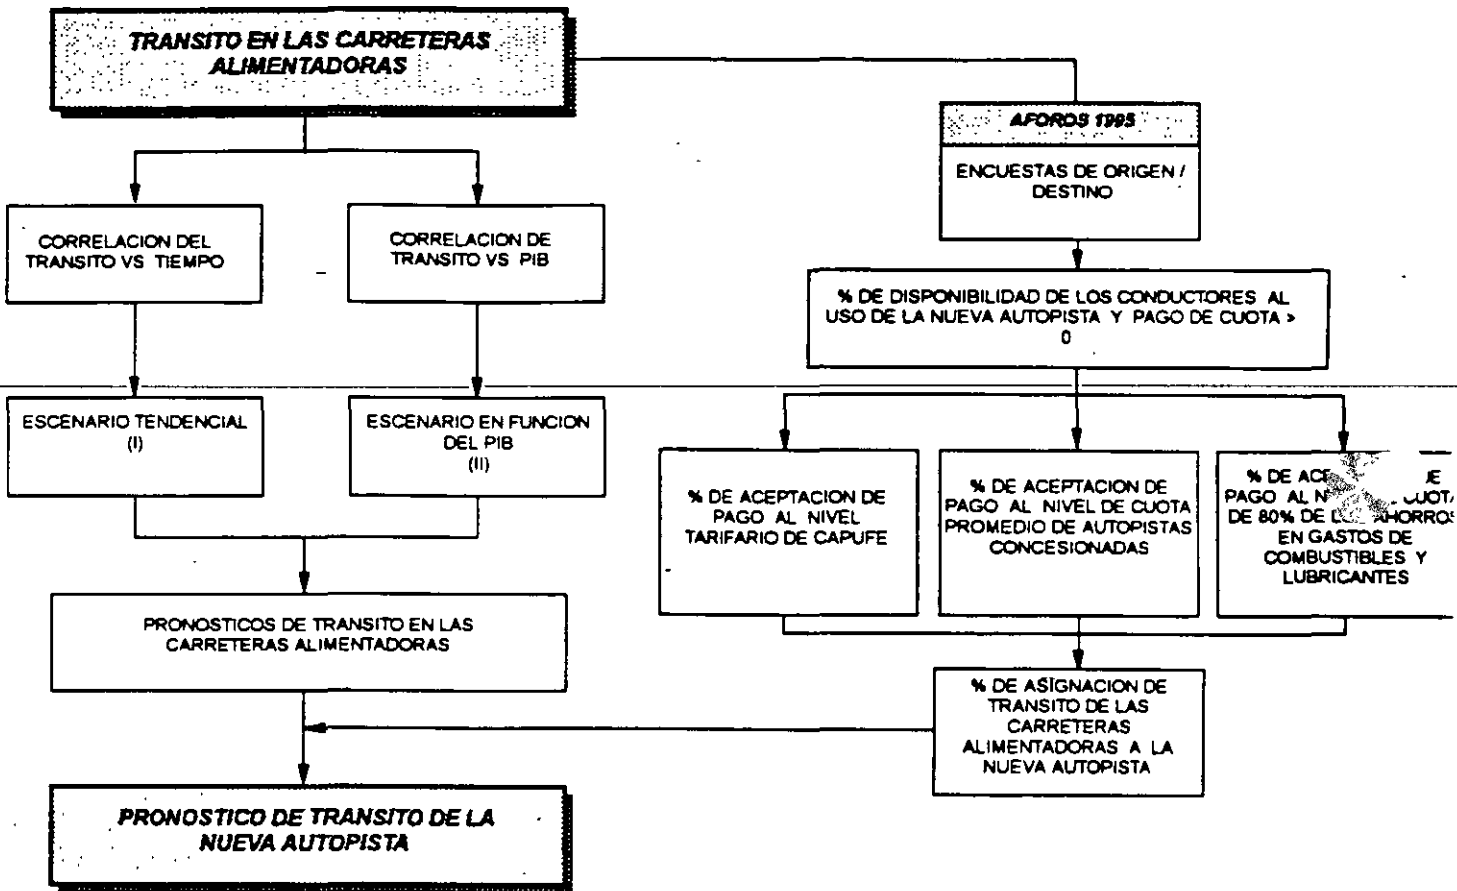 TRANSITO EN LAS CARRETERAS
ALIMENTADORAS
AFOROS 1995
ENCUESTAS DE ORIGEN /
DESTINO
CORRELACION DEL
TRANSITO VS TIEMPO
CORRELACION DE
TRANSITO VS PIB
% DE DISPONIBILIDAD DE LOS CONDUCTORES AL
USO DE LA NUEVA AUTOPISTA Y PAGO DE CUOTA >
0
ESCENARIO TENDENCIAL
(I)
ESCENARIO EN FUNCION
DEL PIB
(II)
% DE ACEPTACION DE
PAGO AL NIVEL
TARIFARIO DE CAPUFE
% DE ACEPTACION DE
PAGO AL NIVEL DE CUOTA
PROMEDIO DE AUTOPISTAS
CONCESIONADAS
% DE
PAGO AL
DE 80% DE
EN GASTOS DE
COMBUSTIBLES Y
LUBRICANTES
PRONOSTICOS DE TRANSITO EN LAS
CARRETERAS ALIMENTADORAS
% DE ASIGNACION DE
TRANSITO DE LAS
CARRETERAS
ALIMENTADORAS A LA
NUEVA AUTOPISTA
PRONOSTICO DE TRANSITO DE LA
NUEVA AUTOPISTA